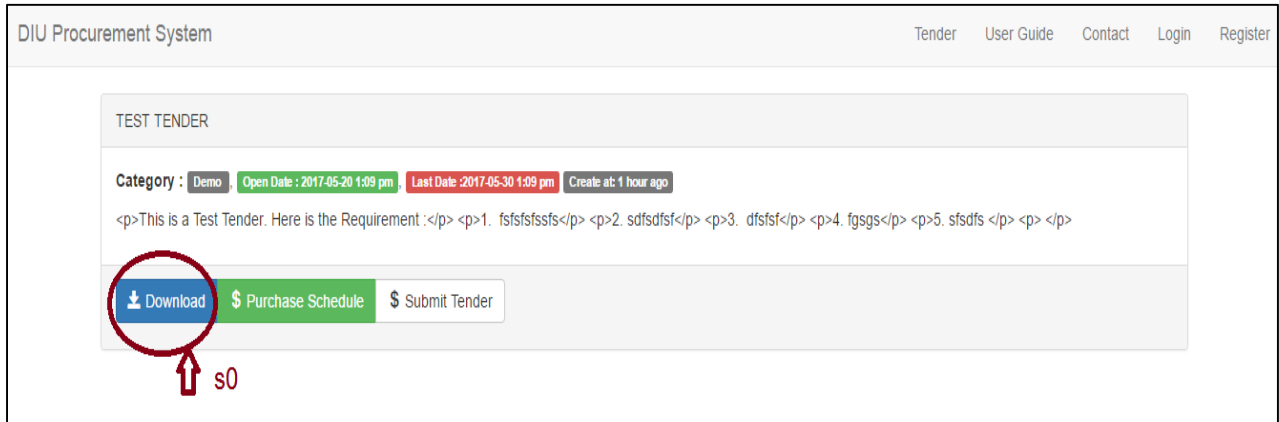 DIU Procurement System Tender User Guide Contact Login Register
TEST TENDER
Category : Demo , Open Date : 2017-05-20 1:09 pm , Last Date :2017-05-30 1:09 pm Create at: 1 hour ago
<p>This is a Test Tender. Here is the Requirement :</p> <p>1. fsfsfsfssfs</p> <p>2. sdfsdfsf</p> <p>3. dfsfsf</p> <p>4. fgsgs</p> <p>5. sfsdfs </p> <p> </p>
Download $ Purchase Schedule $ Submit Tender
s0